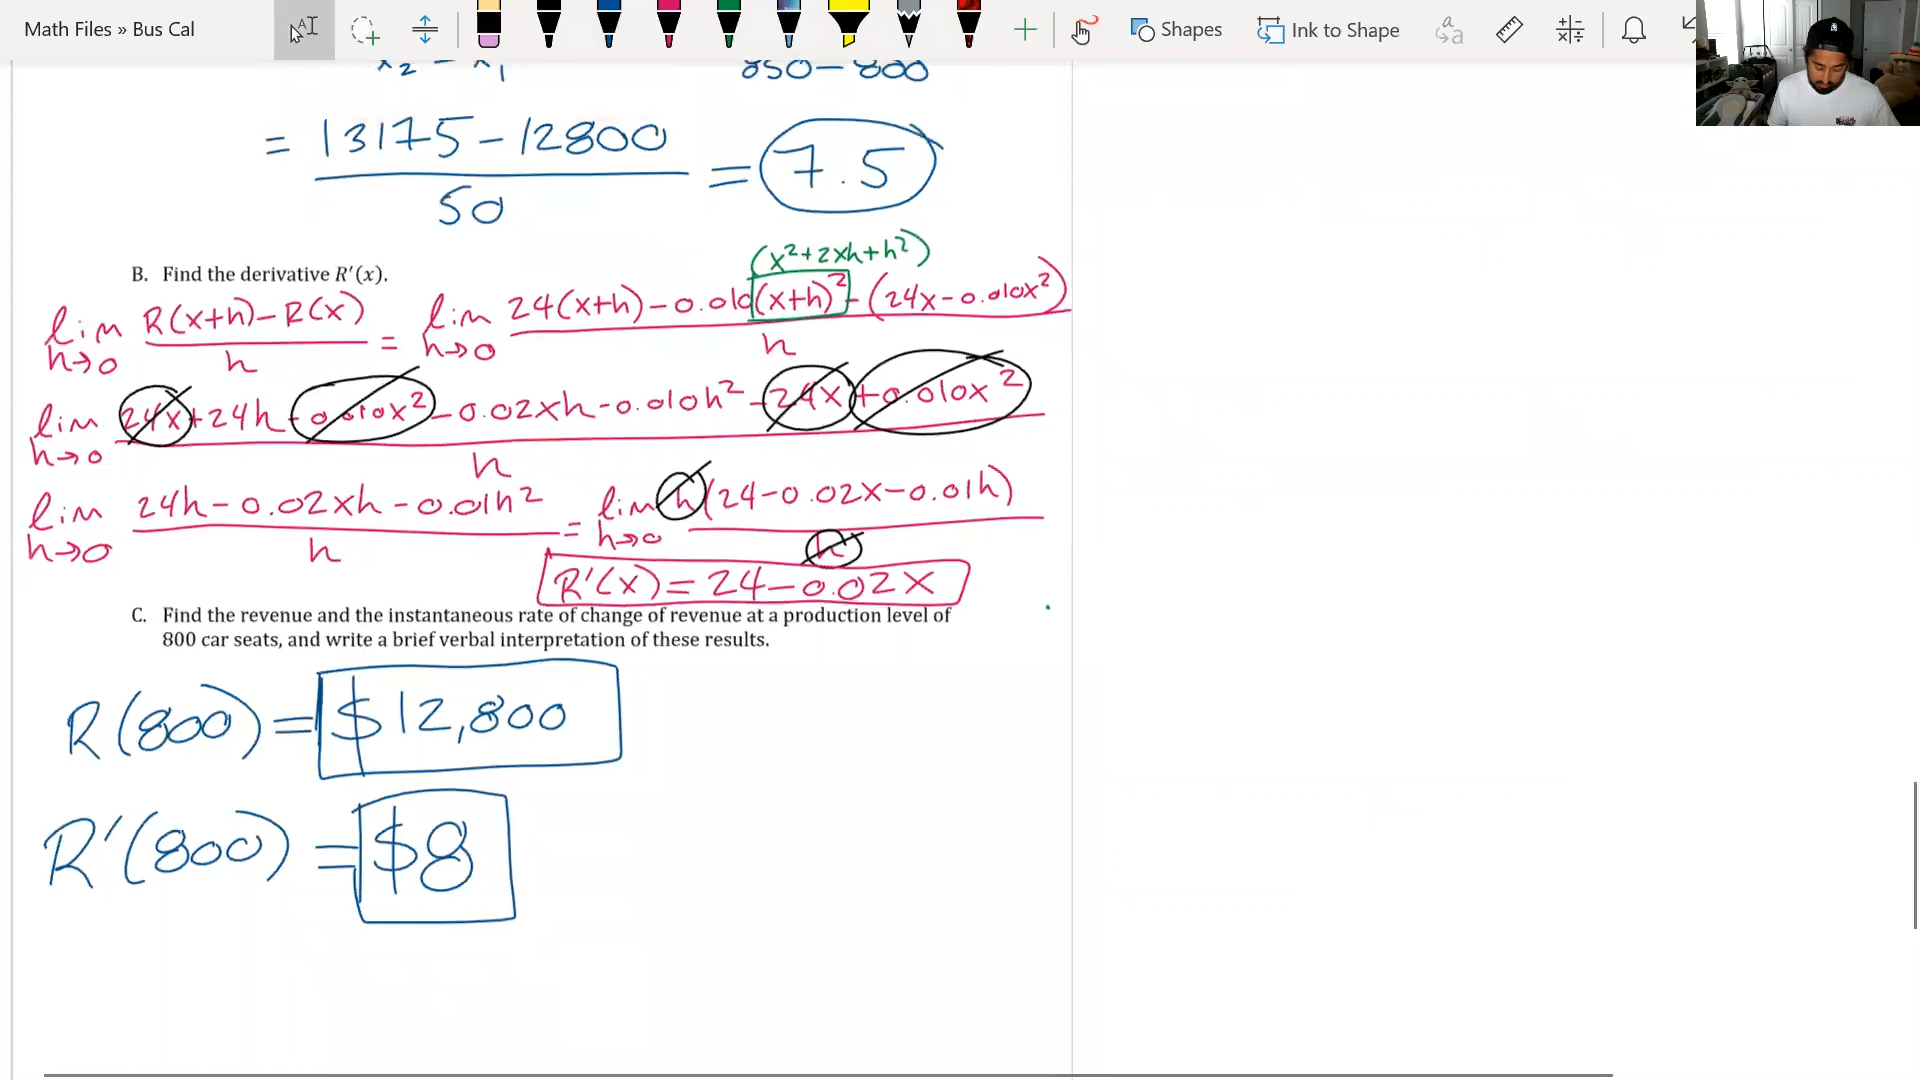 Math Files » Bus Cal
AI
Shapes
Ink to Shape
a
a
x₂ - x₁ 850-800
= 13175-12800 / 50 = 7.5
(x²+2xh+h²)
B. Find the derivative R′(x).
lim h→0 R(x+h)-R(x) / h = lim h→0 24(x+h)-0.010(x+h)²-(24x-0.010x²) / h
lim h→0 24x+24h-0.010x²-0.02xh-0.010h²-24x+0.010x² / h
lim h→0 24h-0.02xh-0.01h² / h = lim h→0 h(24-0.02x-0.01h) / h
R'(x)=24-0.02x
C. Find the revenue and the instantaneous rate of change of revenue at a production level of
800 car seats, and write a brief verbal interpretation of these results.
R(800)=$12,800
R'(800)=$8